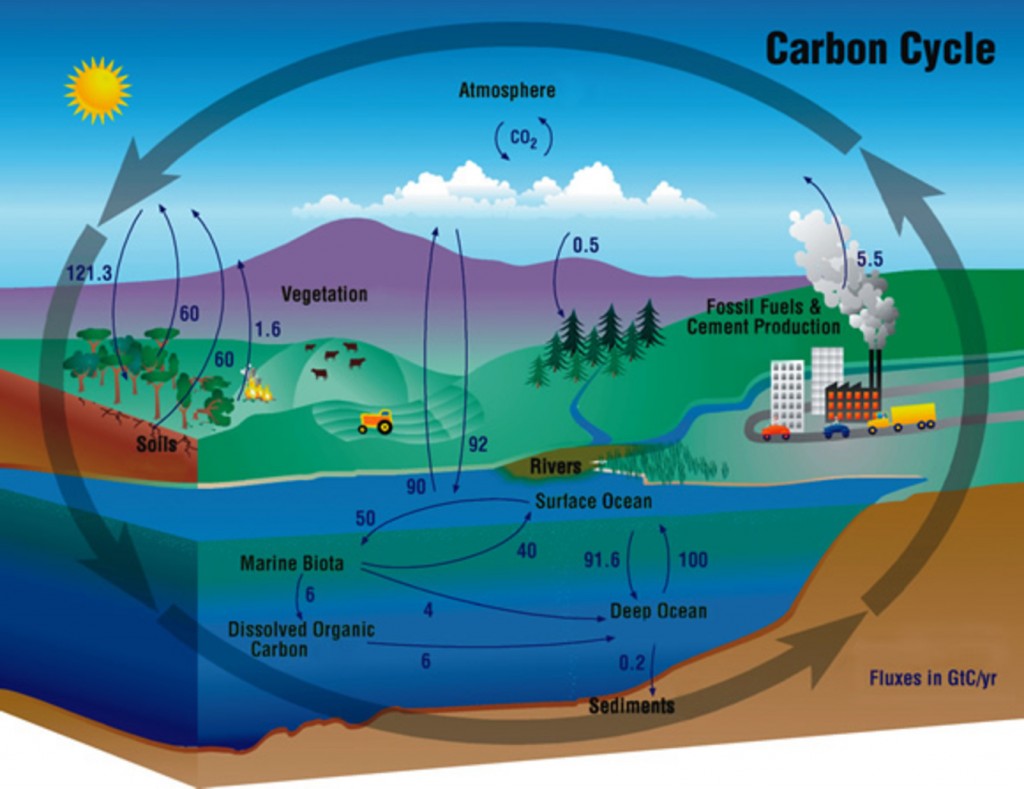 Carbon Cycle
Atmosphere
CO₂
0.5
121.3
5.5
Vegetation
60
1.6
Fossil Fuels &
Cement Production
60
Soils
92
Rivers
90
Surface Ocean
50
40
91.6
100
Marine Biota
6
4
Deep Ocean
Dissolved Organic
Carbon
6
0.2
Fluxes in GtC/yr
Sediments